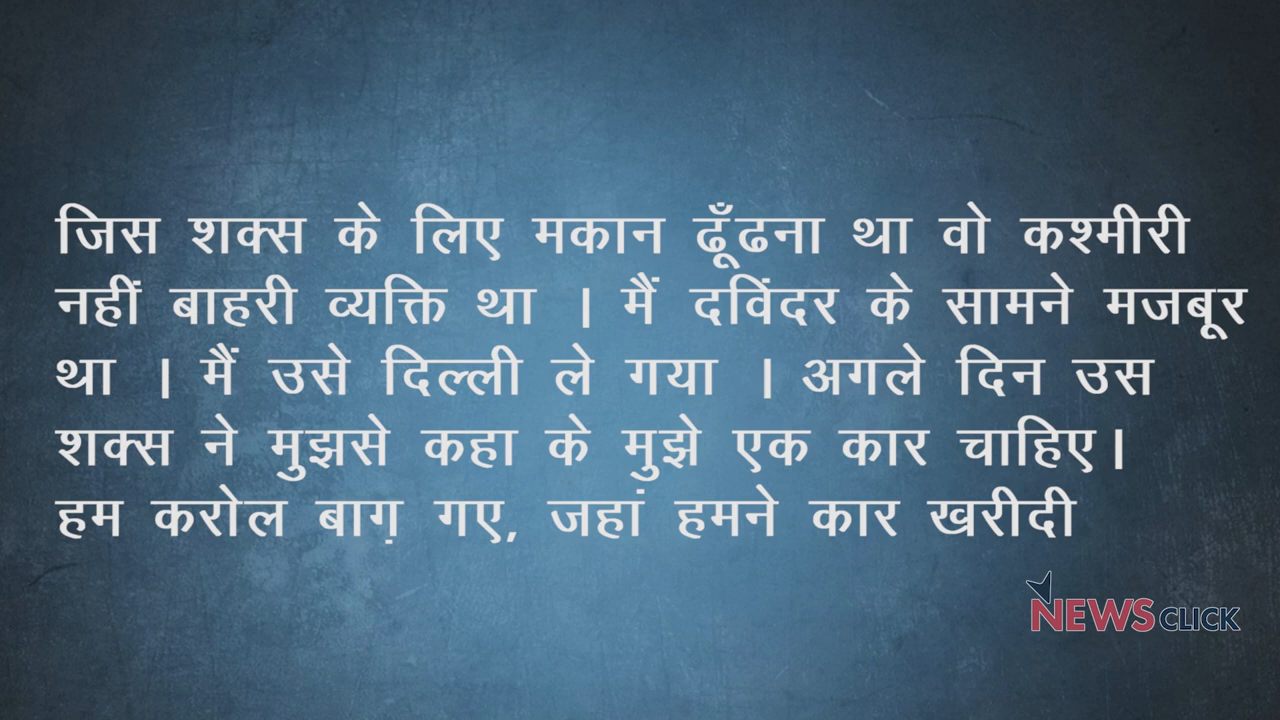 जिस शक्स के लिए मकान ढूँढना था वो कश्मीरी
नहीं बाहरी व्यक्ति था । मैं दविंदर के सामने मजबूर
था । मैं उसे दिल्ली ले गया । अगले दिन उस
शक्स ने मुझसे कहा के मुझे एक कार चाहिए।
हम करोल बाग़ गए, जहां हमने कार खरीदी
NEWSCLICK